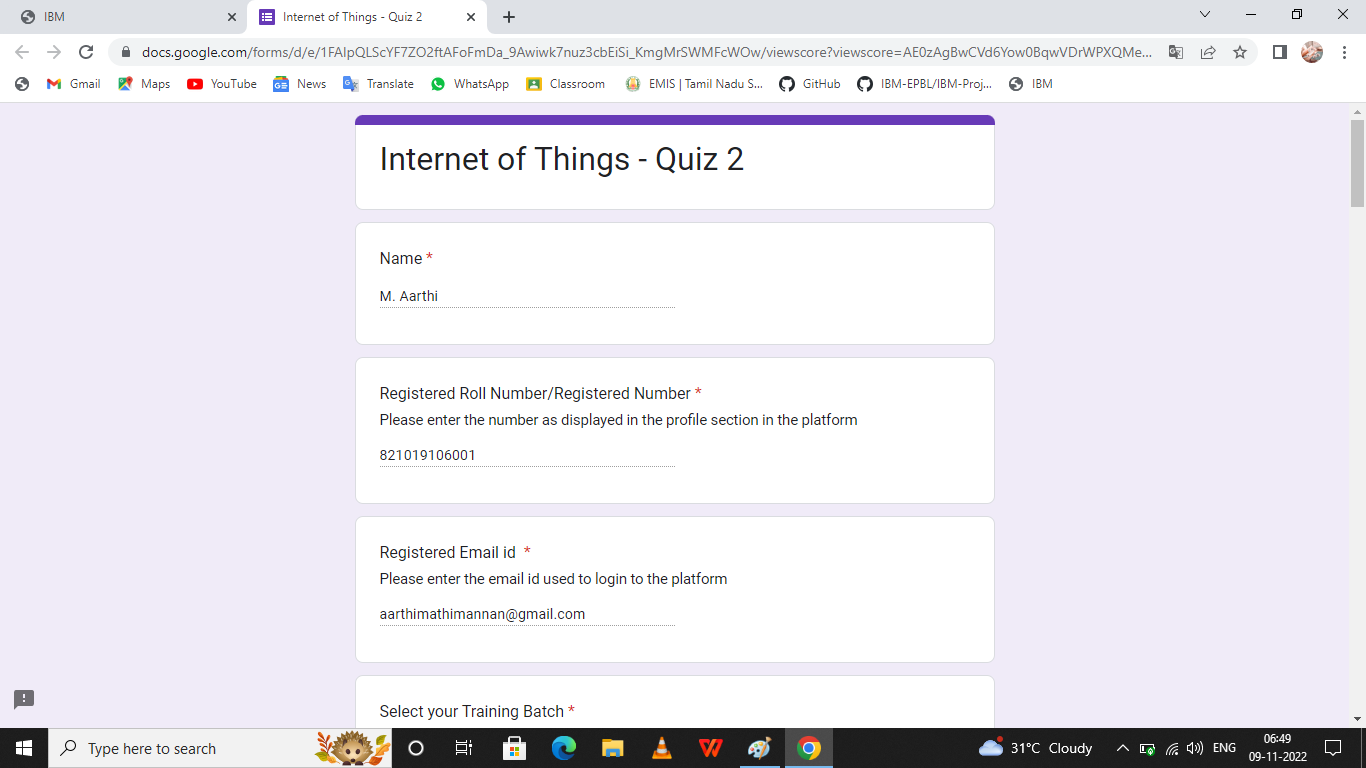 IBM
Internet of Things - Quiz 2
docs.google.com/forms/d/e/1FAIpQLScYF7ZO2ftAFoFmDa_9Awiwk7nuz3cbEiSi_KmgMrSWMFcWOw/viewscore?viewscore=AE0zAgBwCVd6Yow0BqwVDrWPXQMe...
Gmail Maps YouTube News Translate WhatsApp Classroom EMIS | Tamil Nadu S... GitHub IBM-EPBL/IBM-Proj... IBM
Internet of Things - Quiz 2
Name *
M. Aarthi
Registered Roll Number/Registered Number *
Please enter the number as displayed in the profile section in the platform
821019106001
Registered Email id *
Please enter the email id used to login to the platform
aarthimathimannan@gmail.com
Select your Training Batch *
Type here to search
31°C Cloudy
ENG
06:49
09-11-2022